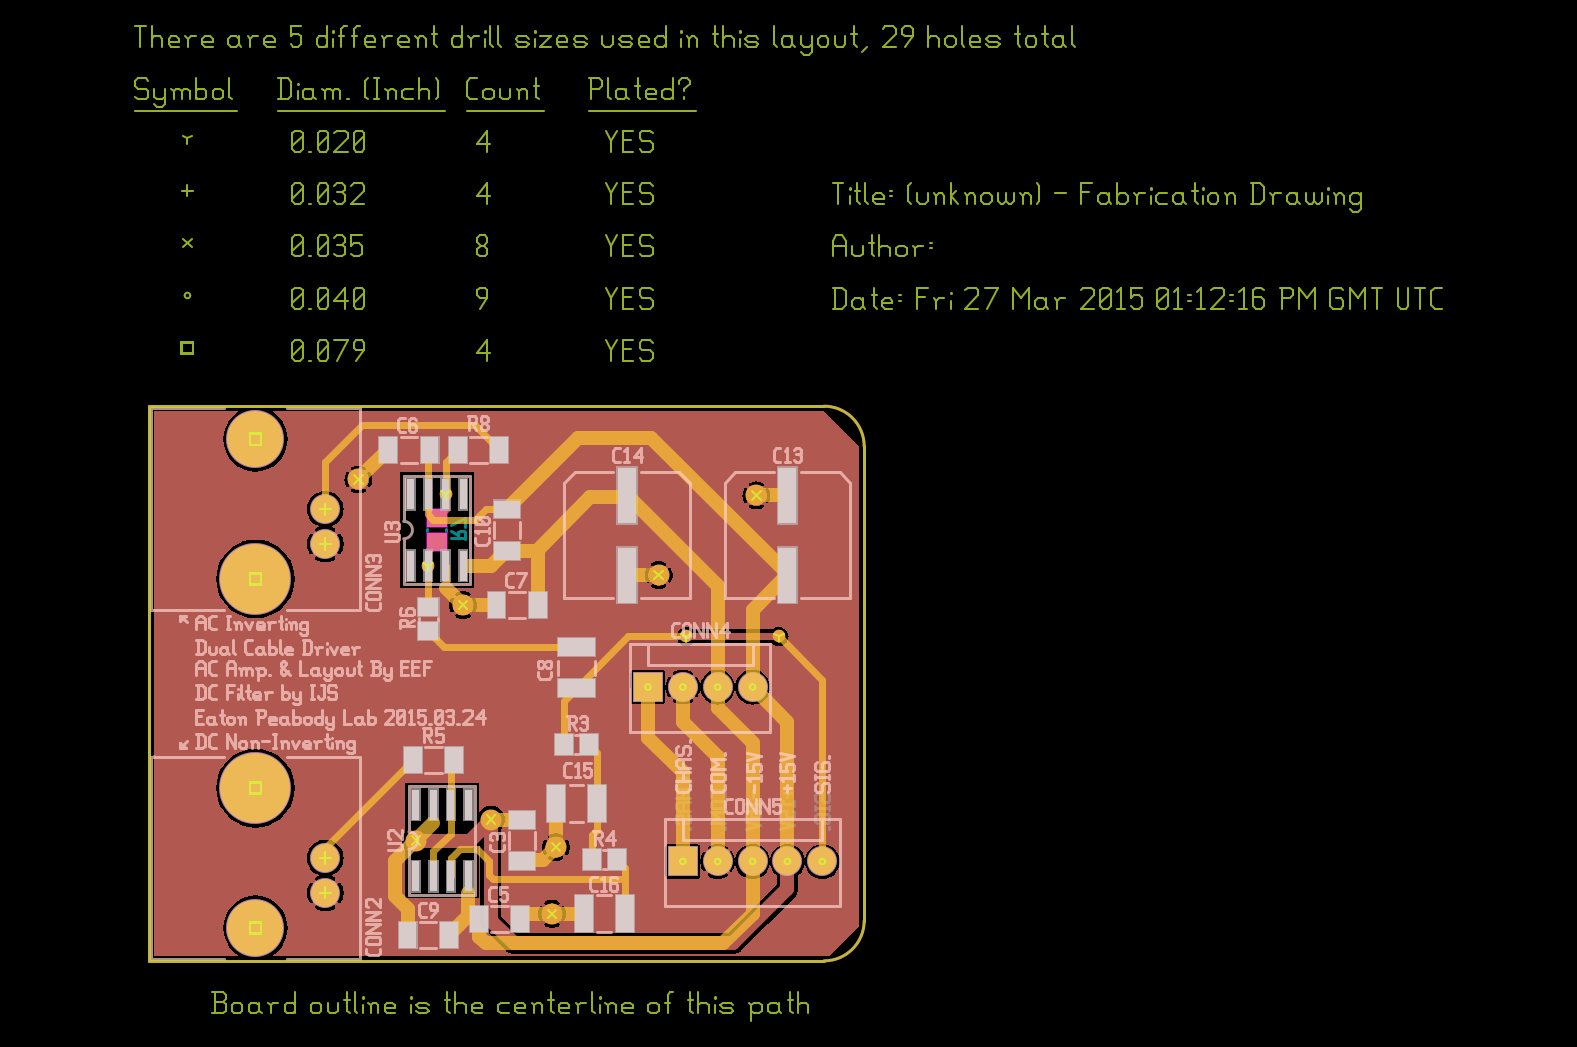 There are 5 different drill sizes used in this layout, 29 holes total
Symbol Diam. (Inch) Count Plated?
0.020 4 YES
0.032 4 YES
0.035 8 YES
0.040 9 YES
0.079 4 YES
Title: (unknown) - Fabrication Drawing
Author:
Date: Fri 27 Mar 2015 01:12:16 PM GMT UTC
C6
R8
C14
C13
U3
C10
CONN3
C7
R6
AC Inverting
Dual Cable Driver
AC Amp. & Layout By EEF
DC Filter by IJS
Eaton Peabody Lab 2015.03.24
DC Non-Inverting
CONN4
C8
R3
R5
C15
CHAS.
COM.
-15V
+15V
SIG.
CONN5
U2
C3
R4
C16
C5
C9
CONN2
Board outline is the centerline of this path